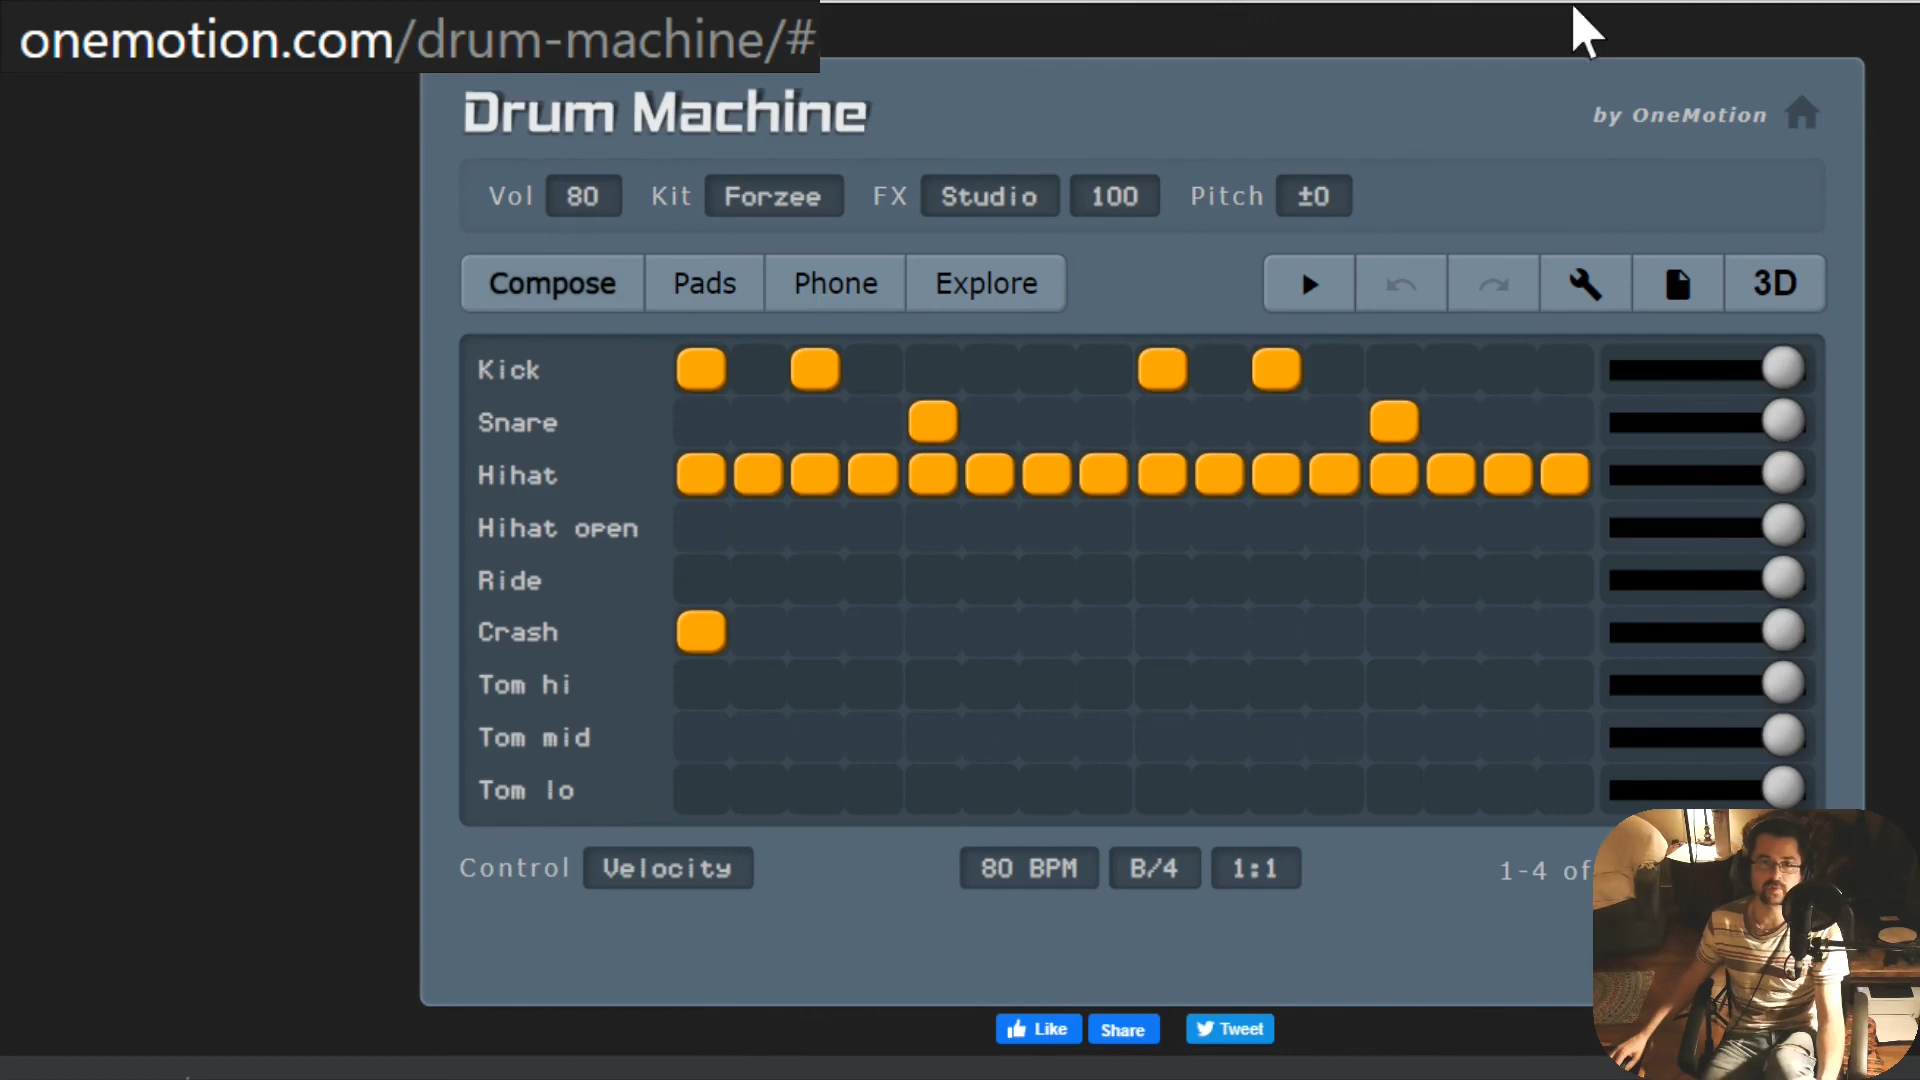 onemotion.com/drum-machine/#
Drum Machine
by OneMotion
Vol 80 Kit Forzee FX Studio 100 Pitch ±0
Compose Pads Phone Explore 3D
Kick
Snare
Hihat
Hihat open
Ride
Crash
Tom hi
Tom mid
Tom lo
Control Velocity 80 BPM B/4 1:1 1-4 of
Like Share Tweet